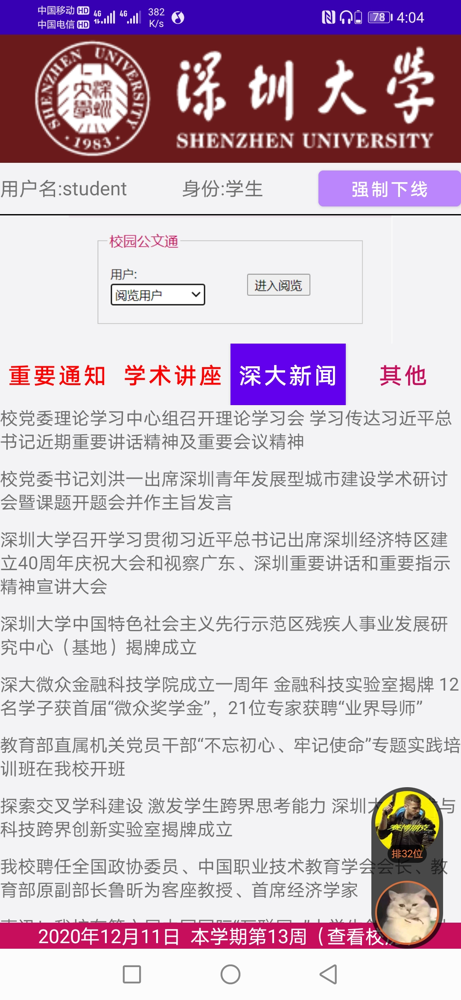 中国移动 HD 4G 4G 382 78 4:04
中国电信 HD K/s
SHENZHEN UNIVERSITY
深圳
大學
·1983·
深圳大学
SHENZHEN UNIVERSITY
用户名:student 身份:学生 强制下线
校园公文通
用户:
阅览用户 进入阅览
重要通知 学术讲座 深大新闻 其他
校党委理论学习中心组召开理论学习会 学习传达习近平总
书记近期重要讲话精神及重要会议精神
校党委书记刘洪一出席深圳青年发展型城市建设学术研讨
会暨课题开题会并作主旨发言
深圳大学召开学习贯彻习近平总书记出席深圳经济特区建
立40周年庆祝大会和视察广东、深圳重要讲话和重要指示
精神宣讲大会
深圳大学中国特色社会主义先行示范区残疾人事业发展研
究中心（基地）揭牌成立
深大微众金融科技学院成立一周年 金融科技实验室揭牌 12
名学子获首届“微众奖学金”，21位专家获聘“业界导师”
教育部直属机关党员干部“不忘初心、牢记使命”专题实践培
训班在我校开班
探索交叉学科建设 激发学生跨界思考能力 深圳大 与
科技跨界创新实验室揭牌成立
赛博朋克
排32位
我校聘任全国政协委员、中国职业技术教育学会会长、教
育部原副部长鲁昕为客座教授、首席经济学家
2020年12月11日 本学期第13周（查看校